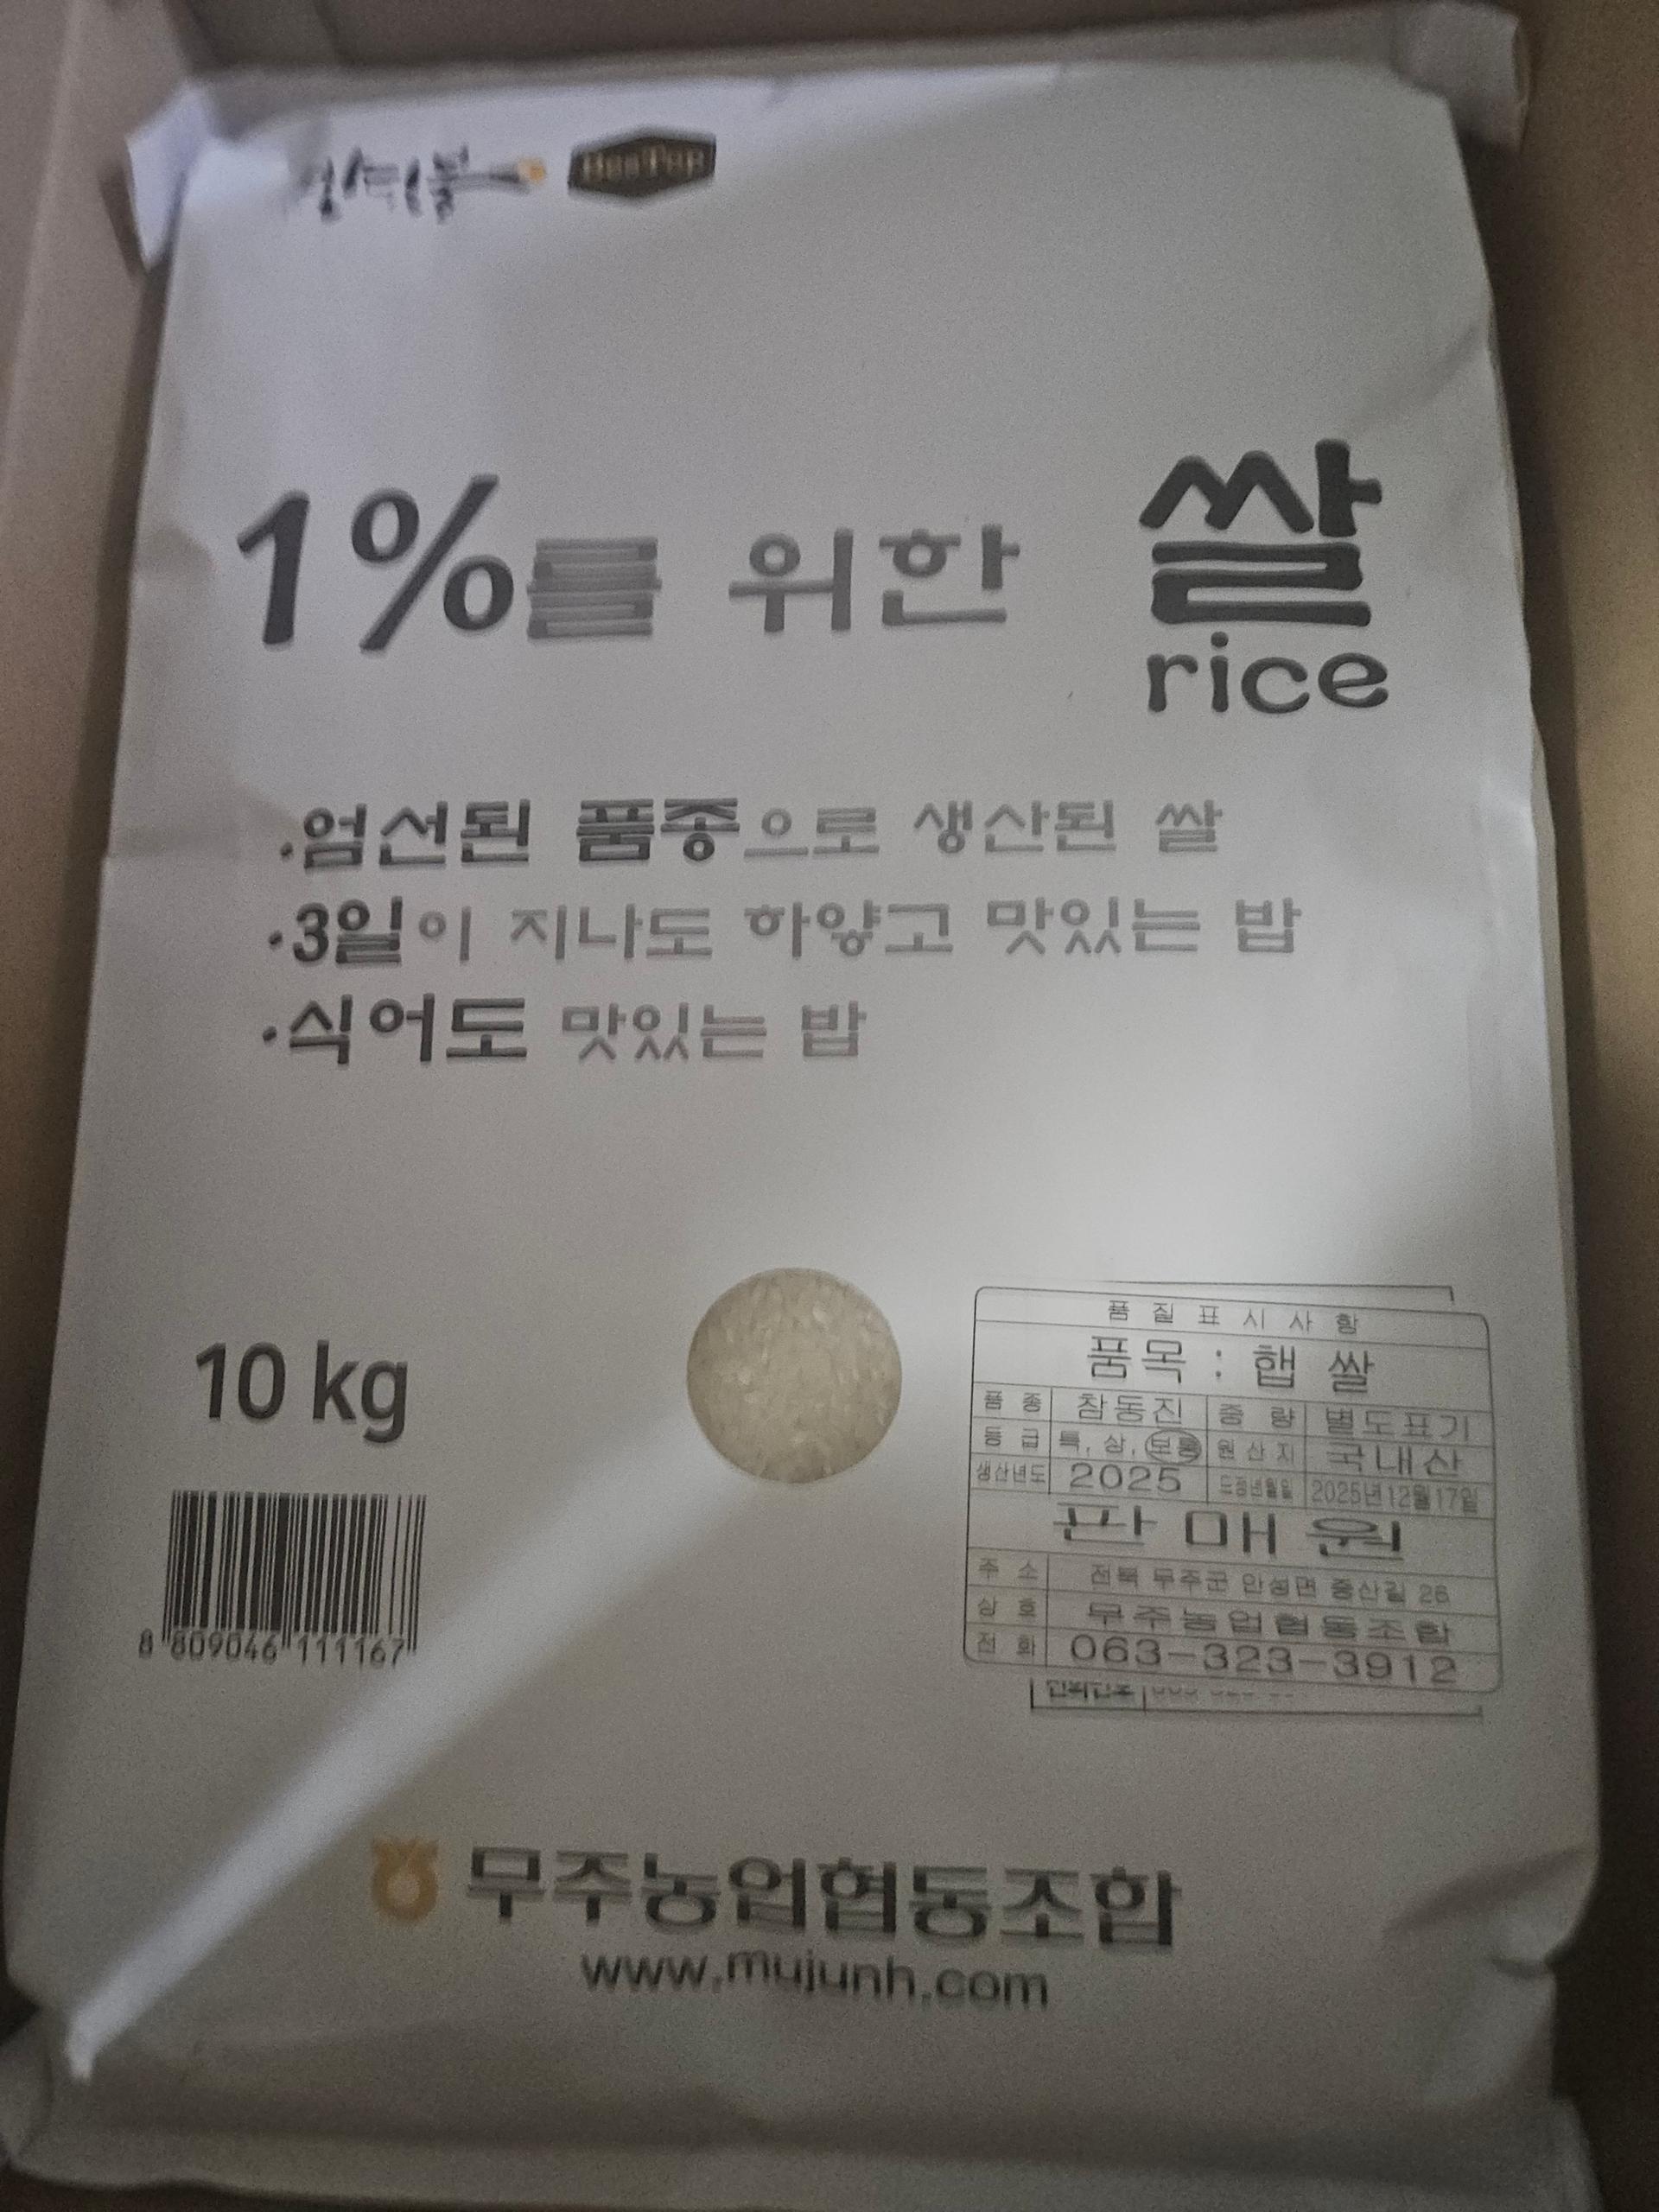 BesTop
1%를 위한 쌀
rice
·엄선된 품종으로 생산된 쌀
·3일이 지나도 하얗고 맛있는 밥
·식어도 맛있는 밥
10 kg
8 809046 111167
품 질 표 시 사 항
품목 : 햅 쌀
품 종 참동진 중 량 별도표기
등 급 특, 상, 보통 원 산 지 국내산
생산년도 2025 도정년월일 2025년12월17일
판 매 원
주 소 전북 무주군 안성면 중산길 26
상 호 무주농업협동조합
전 화 063-323-3912
전화번호
무주농업협동조합
www.mujunh.com